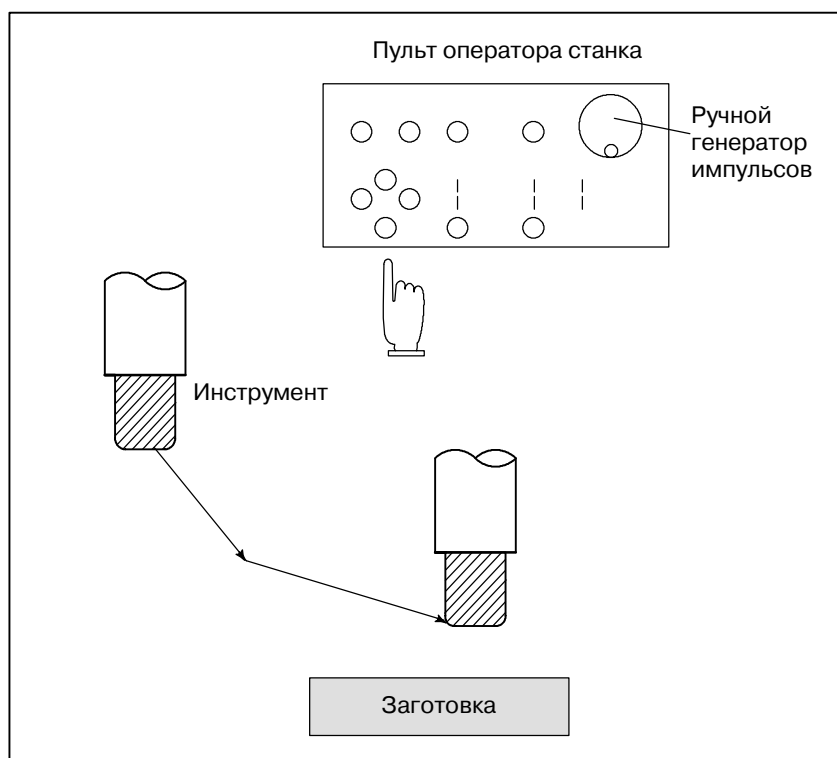 Пульт оператора станка
Ручной
генератор
импульсов
Инструмент
Заготовка